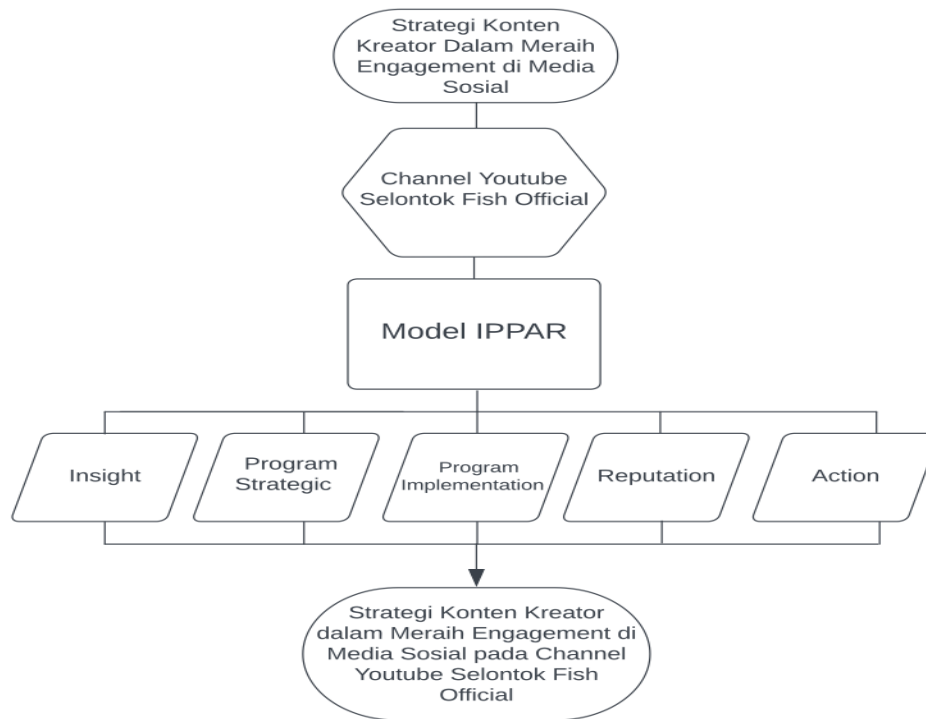 Strategi Konten
Kreator Dalam Meraih
Engagement di Media
Sosial
Channel Youtube
Selontok Fish Official
Model IPPAR
Insight
Program
Strategic
Program
Implementation
Reputation
Action
Strategi Konten Kreator
dalam Meraih Engagement di
Media Sosial pada Channel
Youtube Selontok Fish
Official